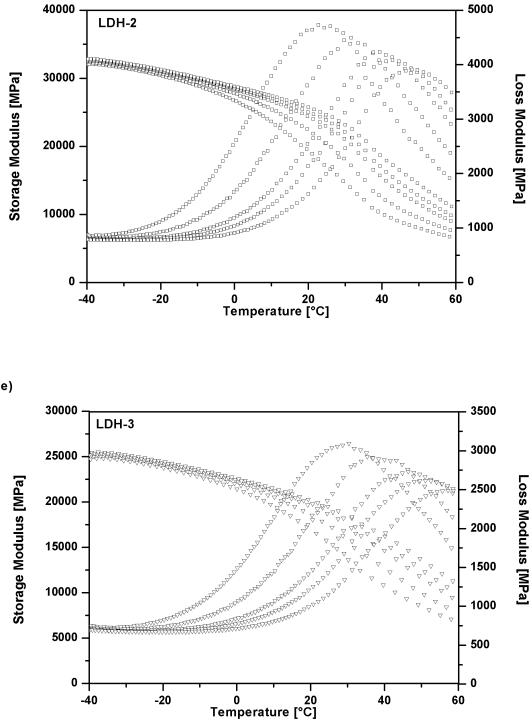 LDH-2
40000
30000
20000
10000
0
Storage Modulus [MPa]
5000
4000
3000
2000
1000
0
Loss Modulus [MPa]
-40 -20 0 20 40 60
Temperature [°C]
e)
LDH-3
30000
25000
20000
15000
10000
5000
0
Storage Modulus [MPa]
3500
3000
2500
2000
1500
1000
500
0
Loss Modulus [MPa]
-40 -20 0 20 40 60
Temperature [°C]